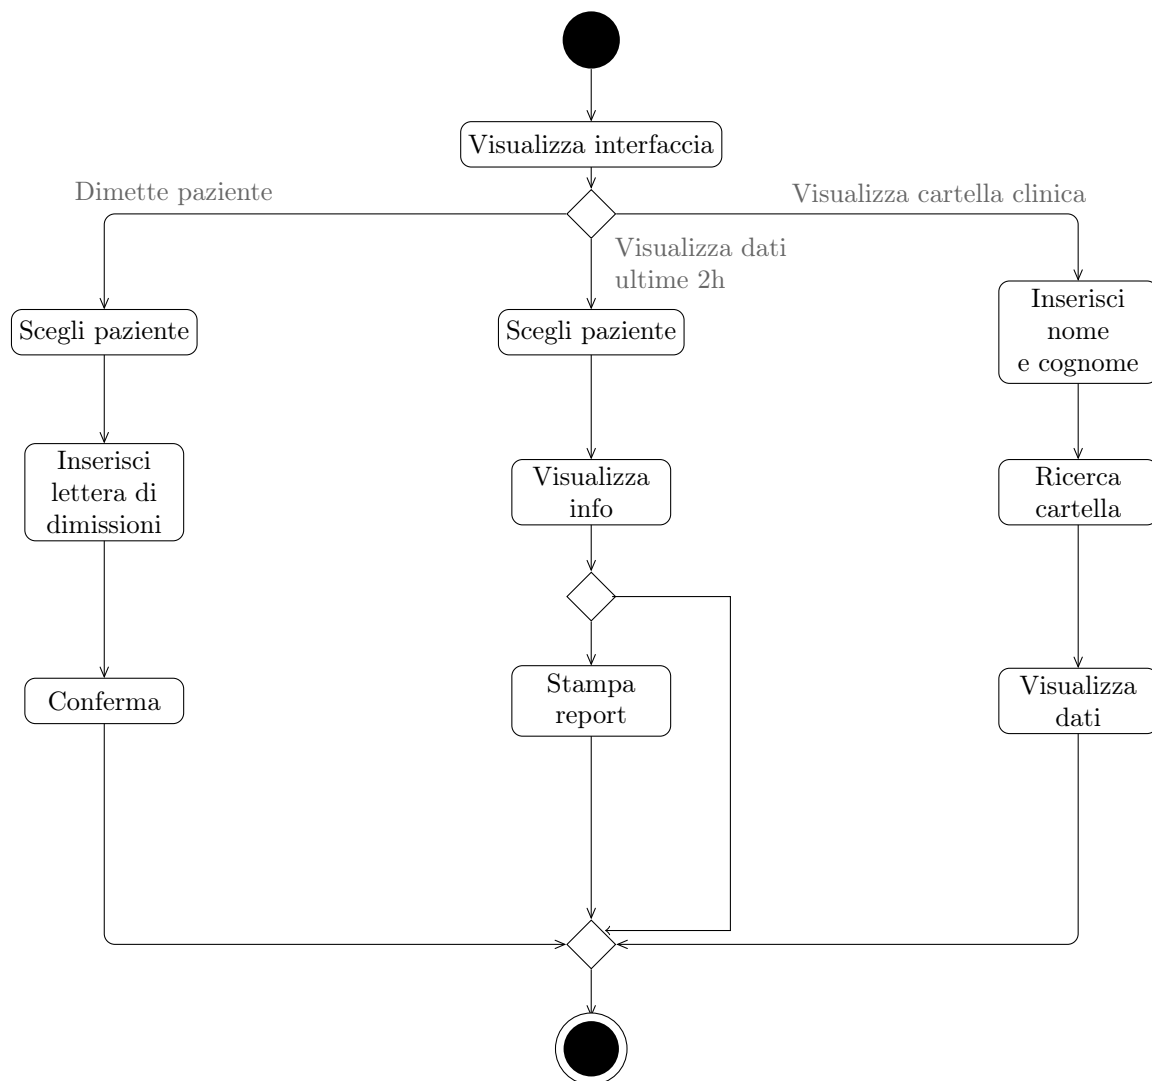 Visualizza interfaccia
Dimette paziente
Visualizza cartella clinica
Visualizza dati
ultime 2h
Scegli paziente
Scegli paziente
Inserisci
nome
e cognome
Inserisci
lettera di
dimissioni
Visualizza
info
Ricerca
cartella
Conferma
Stampa
report
Visualizza
dati